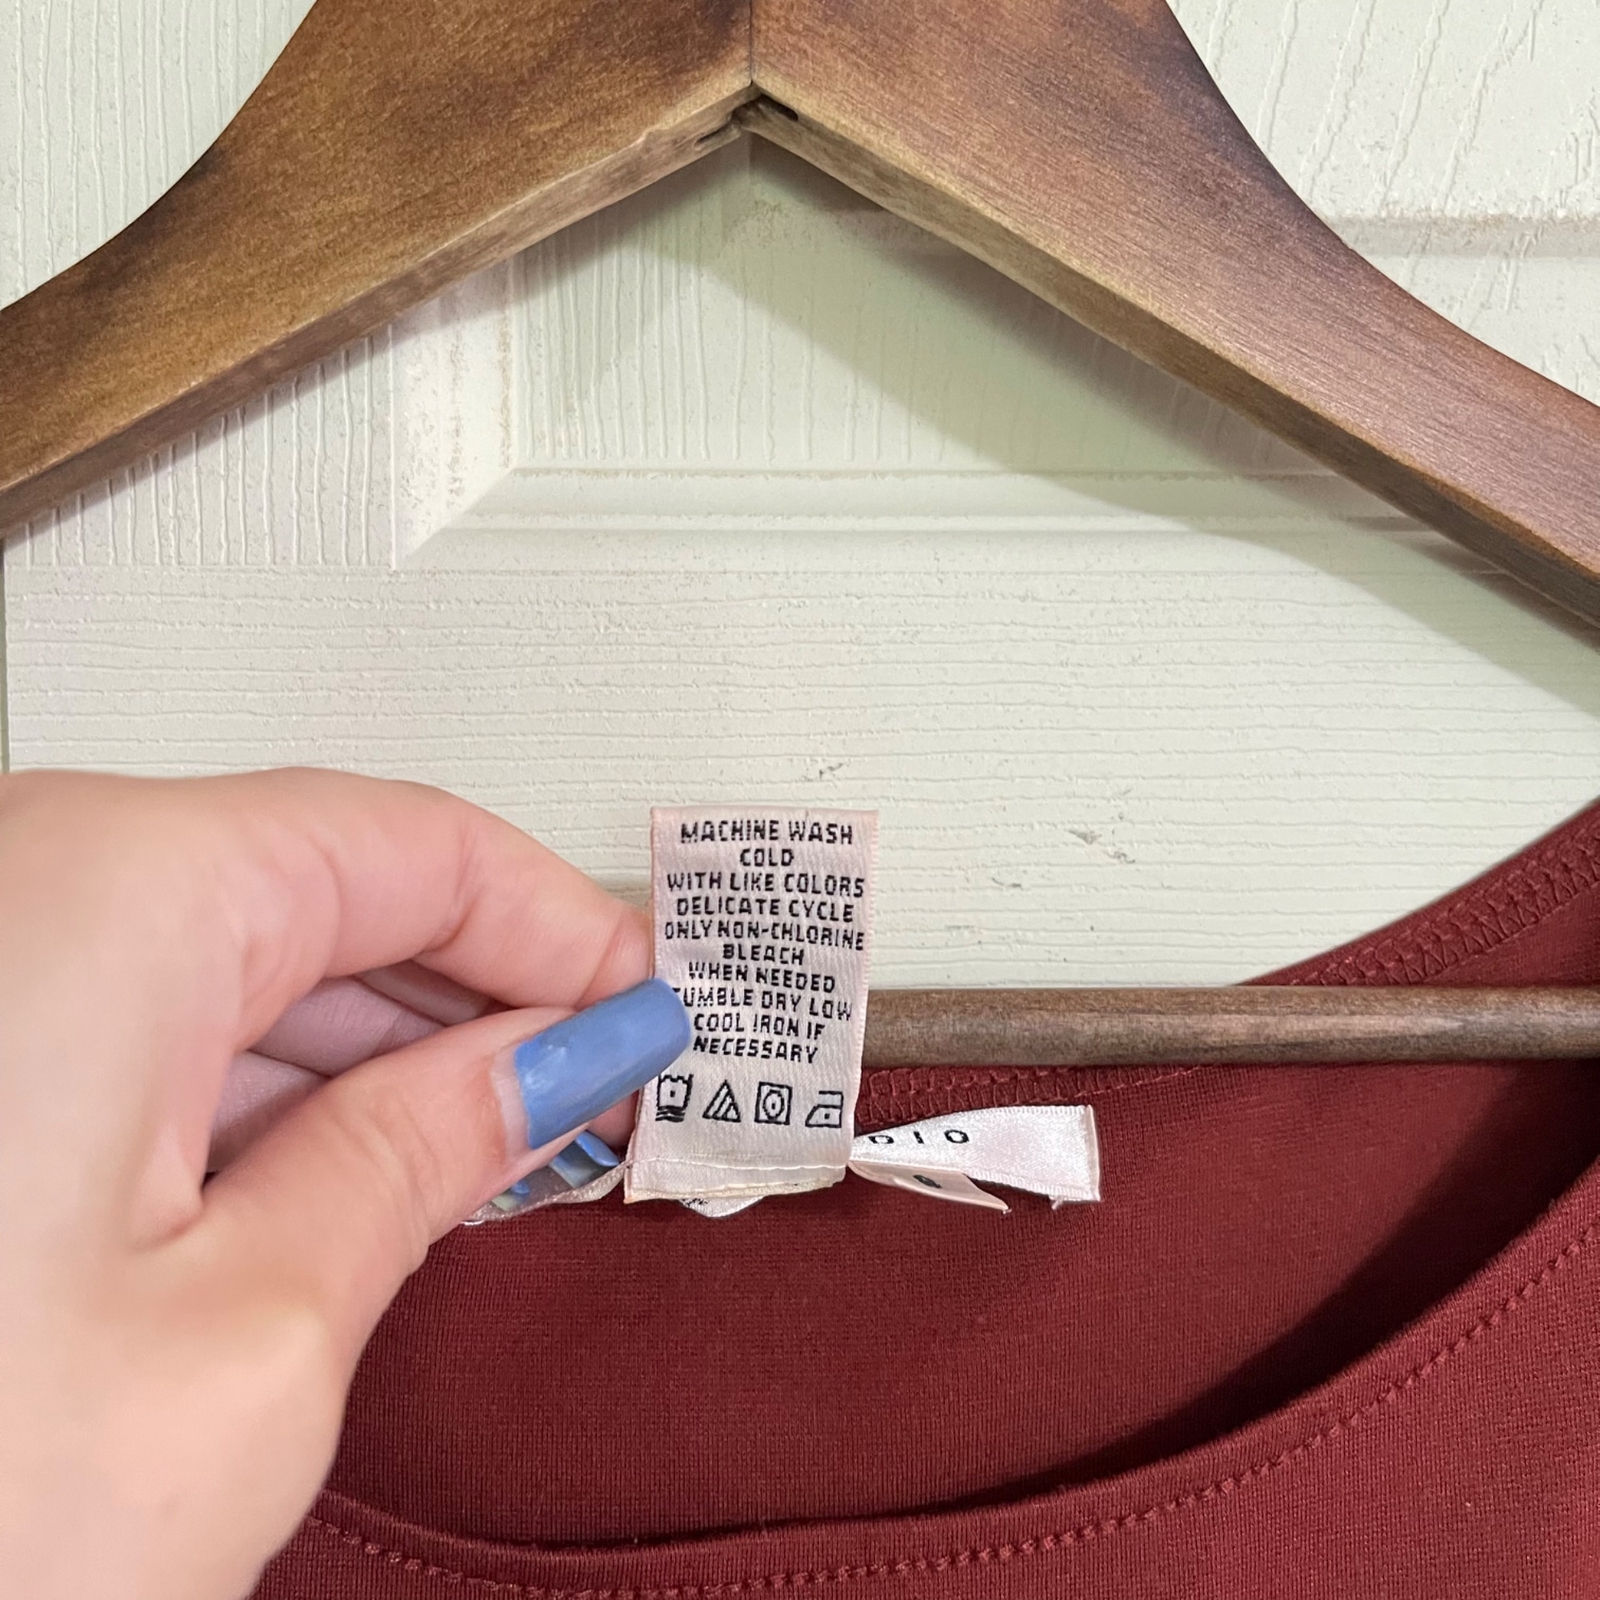 MACHINE WASH
COLD
WITH LIKE COLORS
DELICATE CYCLE
ONLY NON-CHLORINE
BLEACH
WHEN NEEDED
TUMBLE DRY LOW
COOL IRON IF
NECESSARY